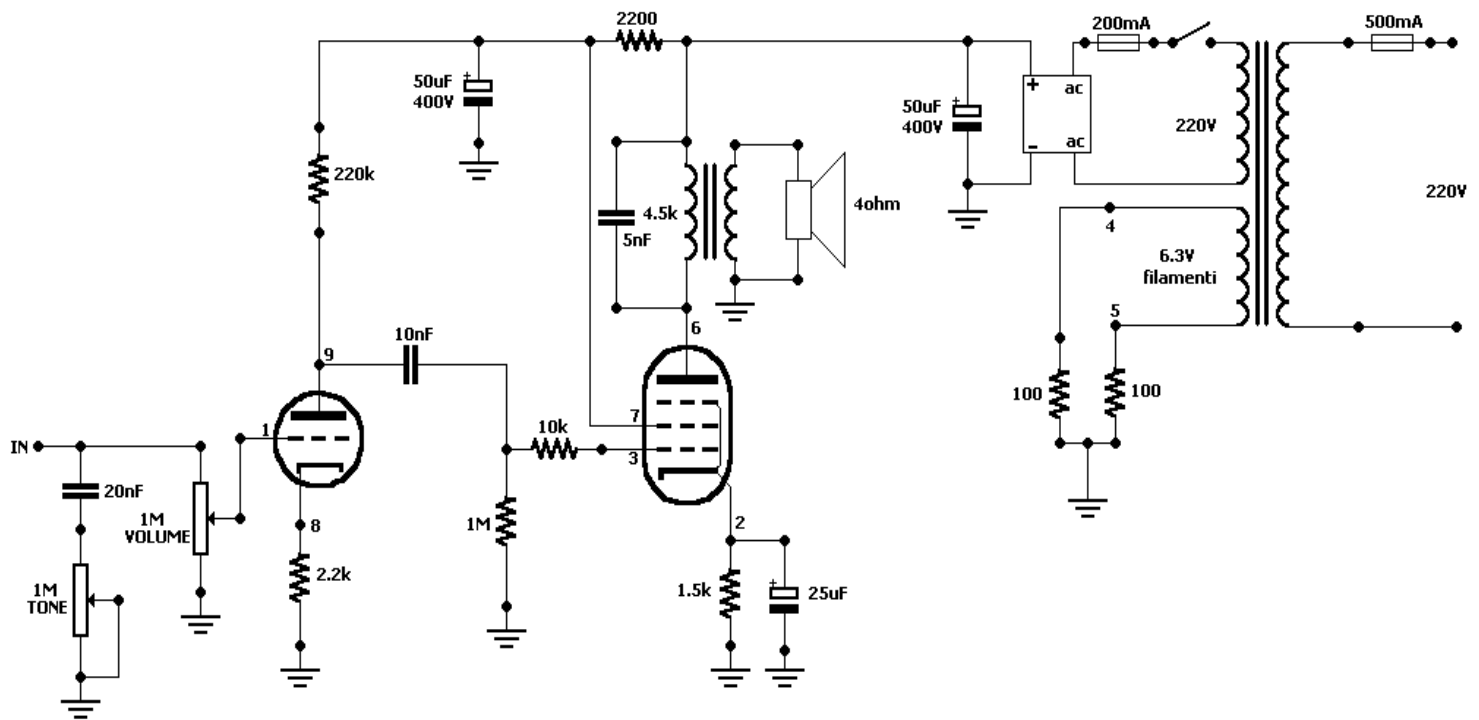 2200
200mA
500mA
50uF
400V
+
+
50uF
400V
+
ac
ac
-
220V
220V
220k
4.5k
5nF
4ohm
4
6.3V
filamenti
5
100
100
6
10nF
9
1
IN
20nF
1M
VOLUME
1M
TONE
8
2.2k
7
3
10k
1M
2
1.5k
+
25uF